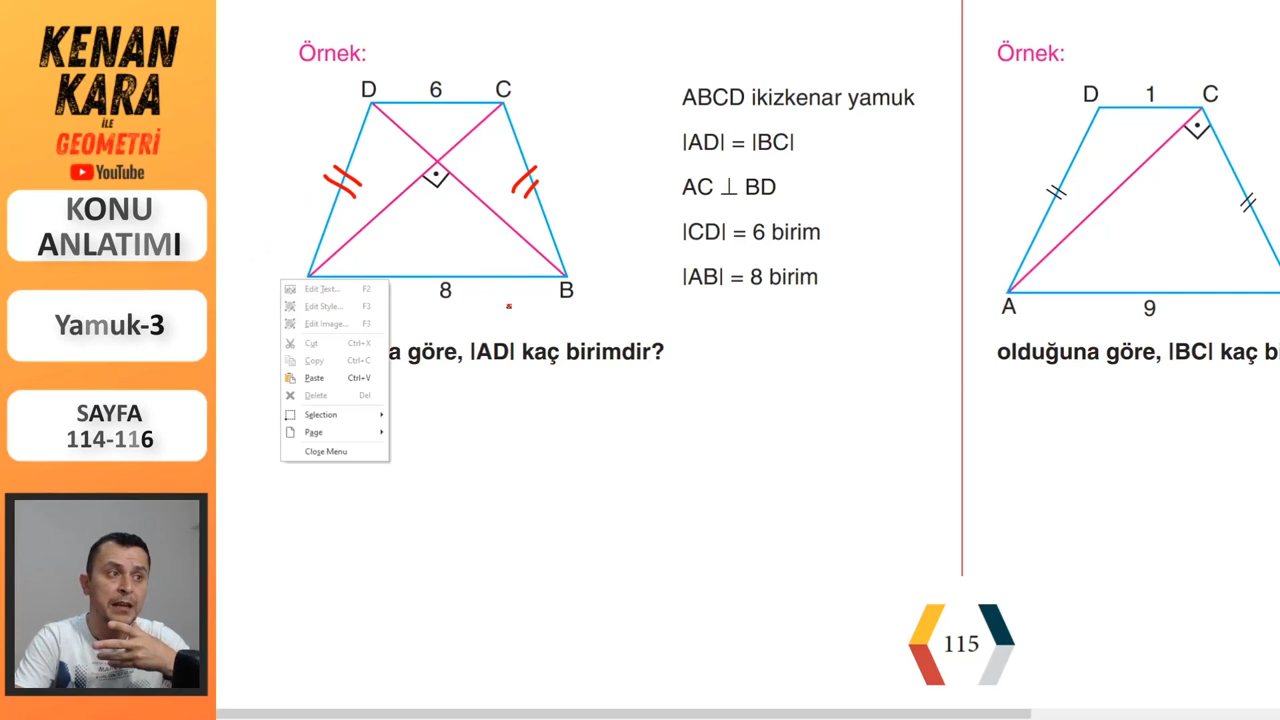 KENAN
KARA
İLE
GEOMETRİ
YouTube
KONU
ANLATIMI
Yamuk-3
SAYFA
114-116
Örnek:
D 6 C
8 B
ABCD ikizkenar yamuk
|AD| = |BC|
AC ⊥ BD
|CD| = 6 birim
|AB| = 8 birim
a göre, |AD| kaç birimdir?
Edit Text... F2
Edit Style... F3
Edit Image... F3
Cut Ctrl+X
Copy Ctrl+C
Paste Ctrl+V
Delete Del
Selection
Page
Close Menu
Örnek:
D 1 C
A 9
olduğuna göre, |BC| kaç bi
115